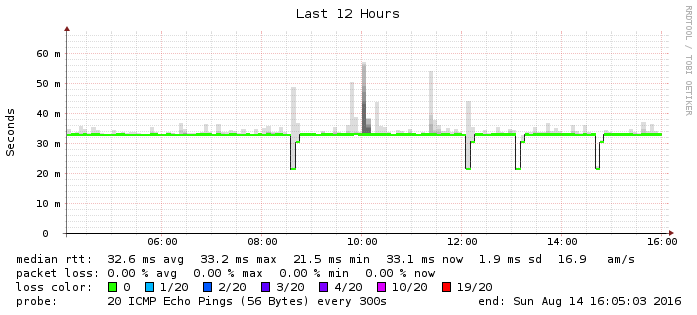 Last 12 Hours
RRDTOOL / TOBI OETIKER
Seconds
60 m
50 m
40 m
30 m
20 m
10 m
0
06:00 08:00 10:00 12:00 14:00 16:00
median rtt: 32.6 ms avg 33.2 ms max 21.5 ms min 33.1 ms now 1.9 ms sd 16.9 am/s
packet loss: 0.00 % avg 0.00 % max 0.00 % min 0.00 % now
loss color: 0 1/20 2/20 3/20 4/20 10/20 19/20
probe: 20 ICMP Echo Pings (56 Bytes) every 300s end: Sun Aug 14 16:05:03 2016